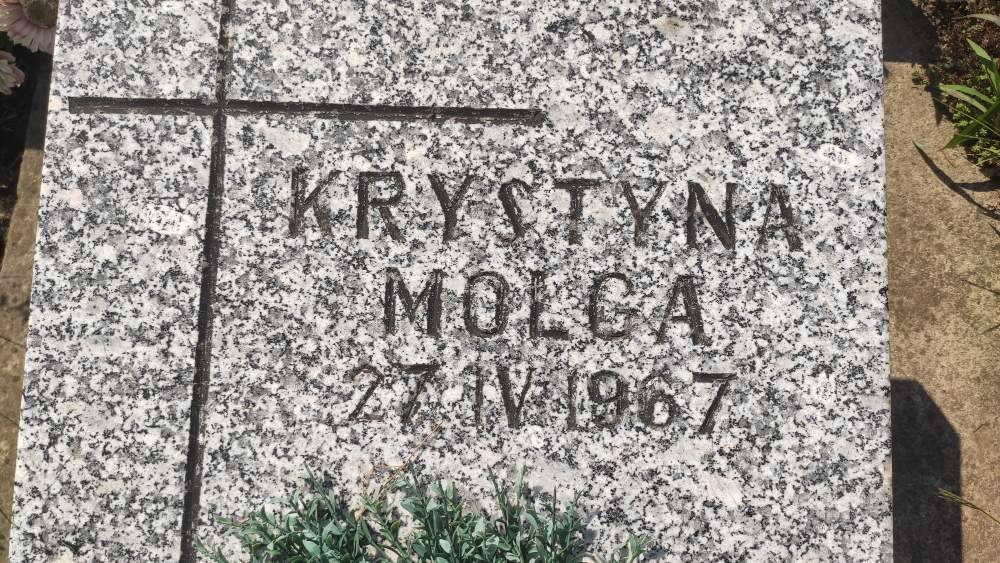 KRYSTYNA
MOLGA
27 IV 1967